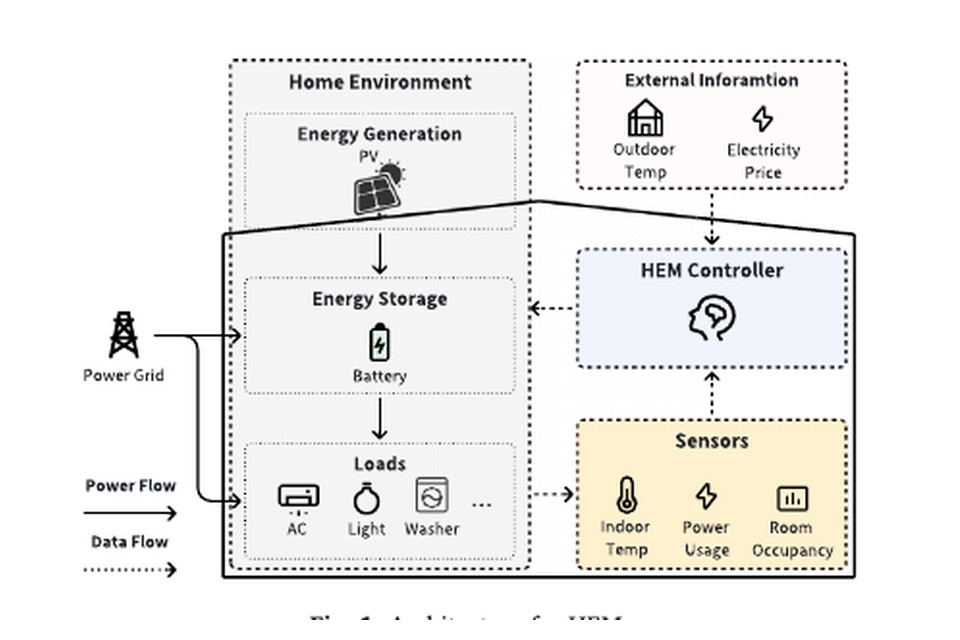 Home Environment
Energy Generation
PV
Energy Storage
Battery
Loads
AC
Light
Washer
...
Power Grid
Power Flow
Data Flow
External Inforamtion
Outdoor
Temp
Electricity
Price
HEM Controller
Sensors
Indoor
Temp
Power
Usage
Room
Occupancy